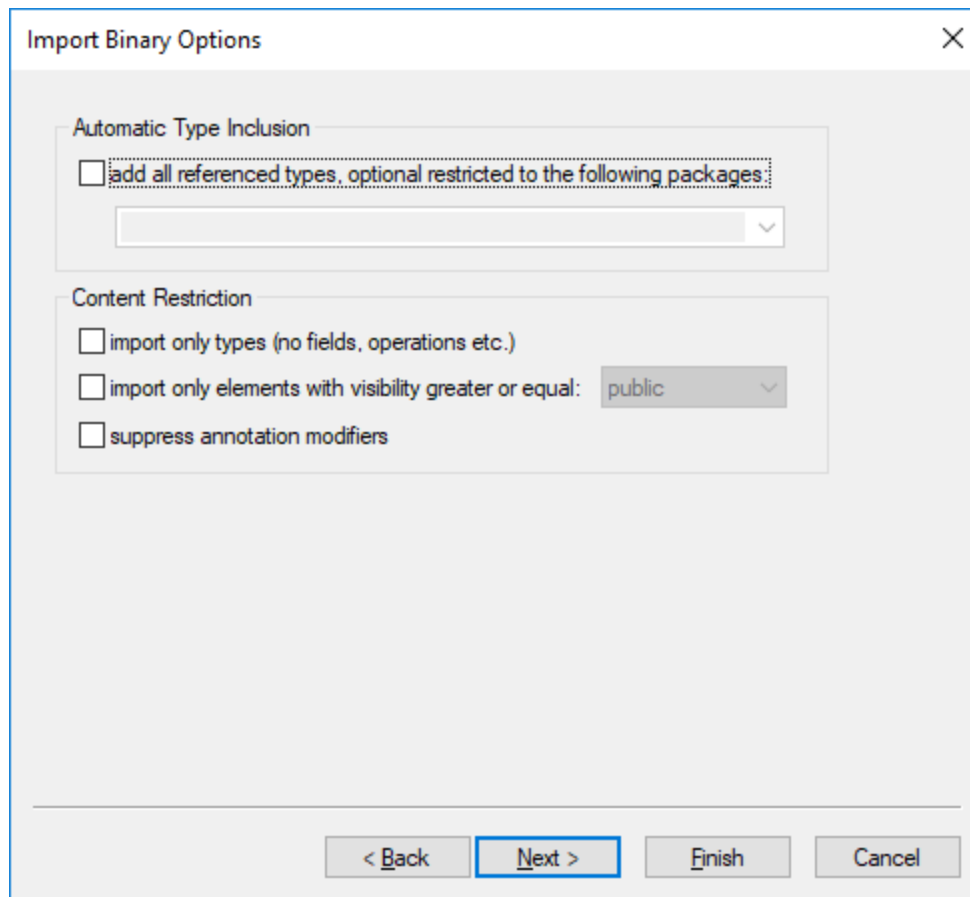 Import Binary Options
Automatic Type Inclusion
add all referenced types, optional restricted to the following packages:
Content Restriction
import only types (no fields, operations etc.)
import only elements with visibility greater or equal: public
suppress annotation modifiers
< Back Next > Finish Cancel